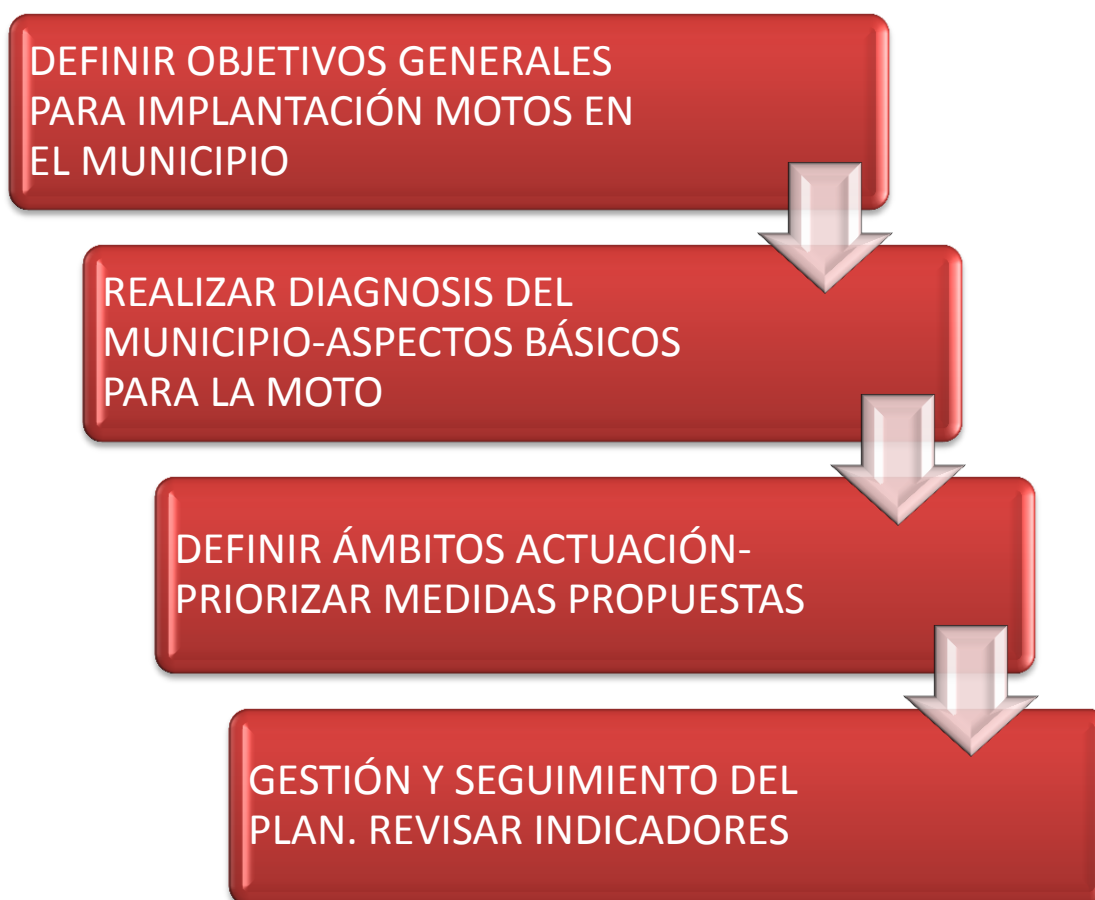 DEFINIR OBJETIVOS GENERALES
PARA IMPLANTACIÓN MOTOS EN
EL MUNICIPIO
REALIZAR DIAGNOSIS DEL
MUNICIPIO-ASPECTOS BÁSICOS
PARA LA MOTO
DEFINIR ÁMBITOS ACTUACIÓN-
PRIORIZAR MEDIDAS PROPUESTAS
GESTIÓN Y SEGUIMIENTO DEL
PLAN. REVISAR INDICADORES